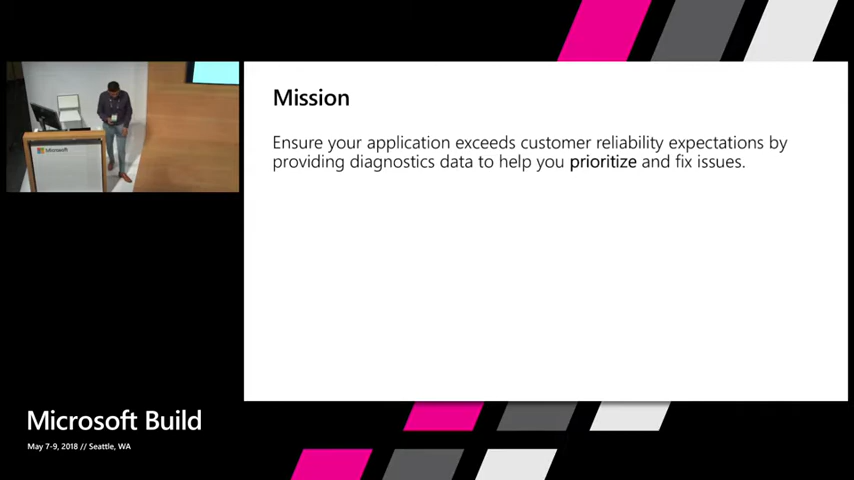 Mission
Ensure your application exceeds customer reliability expectations by
providing diagnostics data to help you prioritize and fix issues.
Microsoft
Microsoft Build
May 7-9, 2018 // Seattle, WA